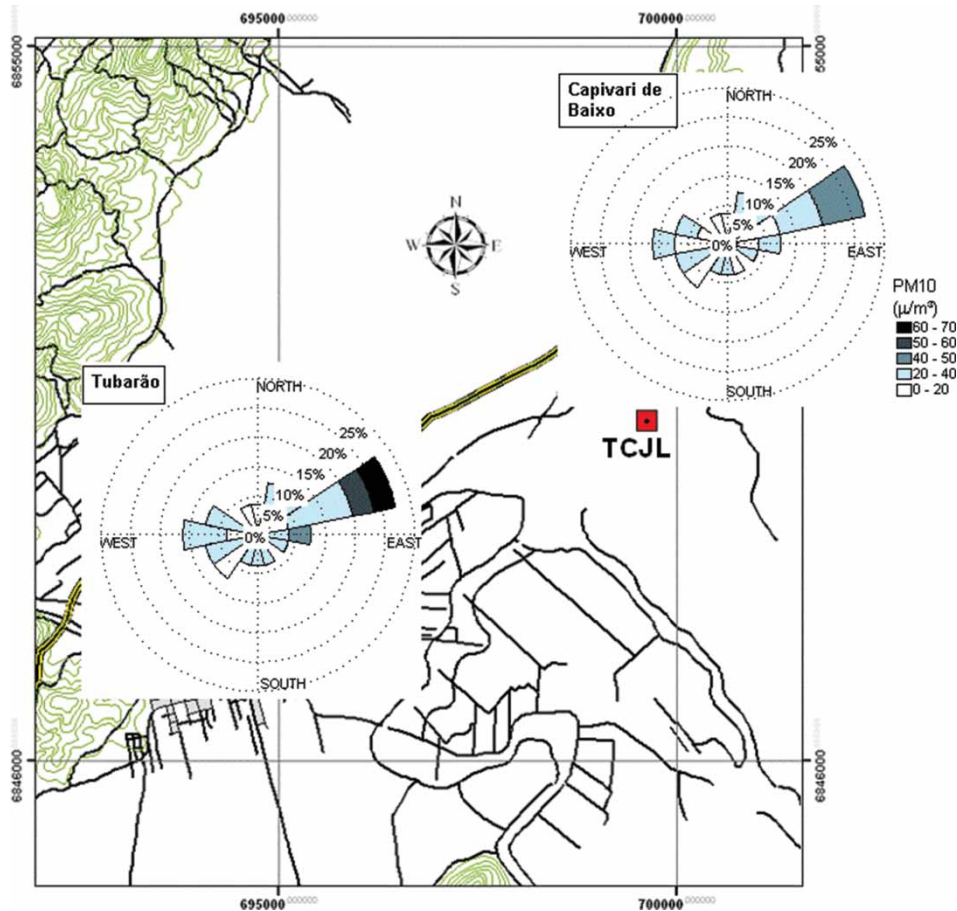 695000
700000
6855000
55000
Capivari de
Baixo
NORTH
25%
20%
15%
10%
5%
0%
WEST
EAST
SOUTH
N
W E
S
PM10
(µ/m³)
60 - 70
50 - 60
40 - 50
20 - 40
0 - 20
Tubarão
NORTH
25%
20%
15%
10%
5%
0%
WEST
EAST
SOUTH
TCJL
6846000
6846000
695000
700000